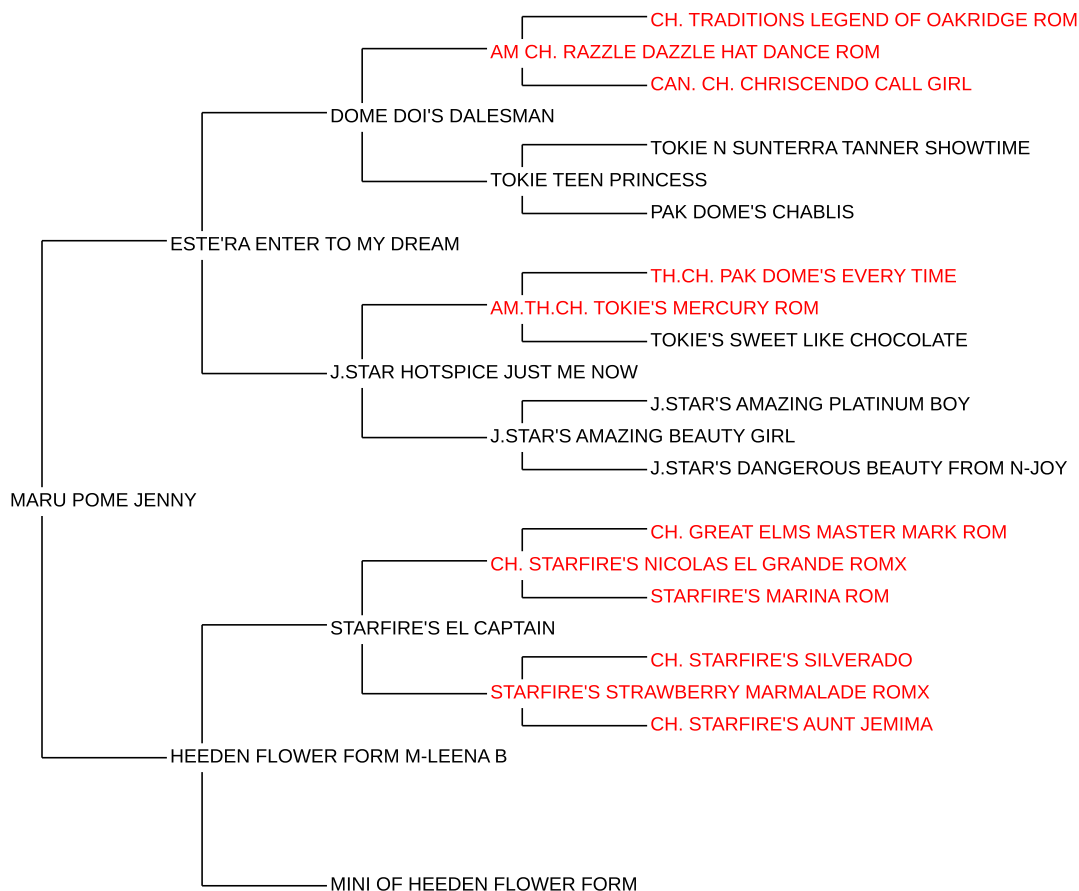 CH. TRADITIONS LEGEND OF OAKRIDGE ROM
AM CH. RAZZLE DAZZLE HAT DANCE ROM
CAN. CH. CHRISCENDO CALL GIRL
DOME DOI'S DALESMAN
TOKIE N SUNTERRA TANNER SHOWTIME
TOKIE TEEN PRINCESS
PAK DOME'S CHABLIS
ESTE'RA ENTER TO MY DREAM
TH.CH. PAK DOME'S EVERY TIME
AM.TH.CH. TOKIE'S MERCURY ROM
TOKIE'S SWEET LIKE CHOCOLATE
J.STAR HOTSPICE JUST ME NOW
J.STAR'S AMAZING PLATINUM BOY
J.STAR'S AMAZING BEAUTY GIRL
J.STAR'S DANGEROUS BEAUTY FROM N-JOY
MARU POME JENNY
CH. GREAT ELMS MASTER MARK ROM
CH. STARFIRE'S NICOLAS EL GRANDE ROMX
STARFIRE'S MARINA ROM
STARFIRE'S EL CAPTAIN
CH. STARFIRE'S SILVERADO
STARFIRE'S STRAWBERRY MARMALADE ROMX
CH. STARFIRE'S AUNT JEMIMA
HEEDEN FLOWER FORM M-LEENA B
MINI OF HEEDEN FLOWER FORM